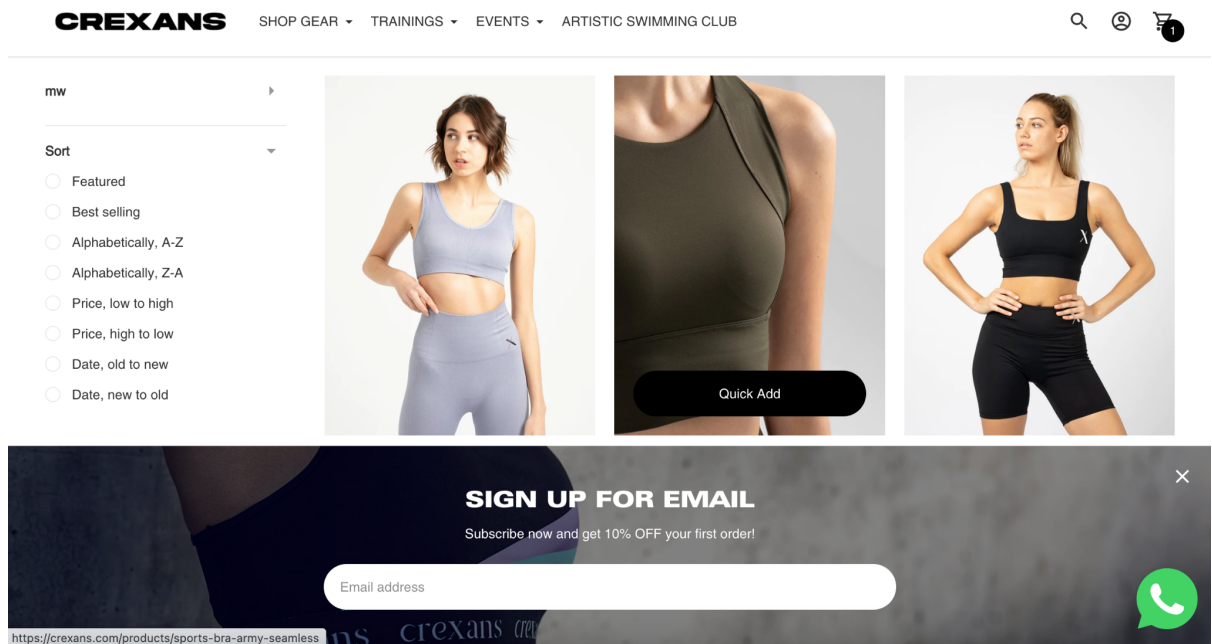 CREXANS
SHOP GEAR TRAININGS EVENTS ARTISTIC SWIMMING CLUB
1
mw
Sort
Featured
Best selling
Alphabetically, A-Z
Alphabetically, Z-A
Price, low to high
Price, high to low
Date, old to new
Date, new to old
X
Quick Add
SIGN UP FOR EMAIL
Subscribe now and get 10% OFF your first order!
Email address
crexans
https://crexans.com/products/sports-bra-army-seamless